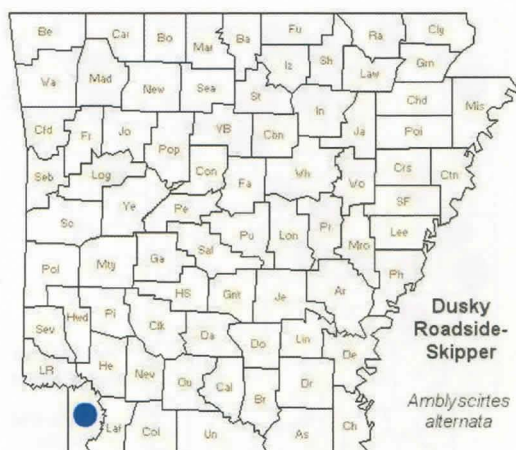 Be Car Bo Mar Ba Fu Ra Cly
Iz Sh Law Grn
Wa Mad New Sea St
In Chd Mis
Cfd Fr Jo Pop VB Cbn Ja Poi
Seb Log Con Fa Wh Wo Crs Ctn
Ye Pe SF
So Pu Lon Pr Mro Lee
Pol Mtg Ga Sal Ph
HS Gnt Je Ar
Sev Hwd Pi Clk Da Do Lin De
LR He Nev Ou Cal Br Dr
Laf Col Un As Ch
Dusky
Roadside-
Skipper
Amblyscirtes
alternata